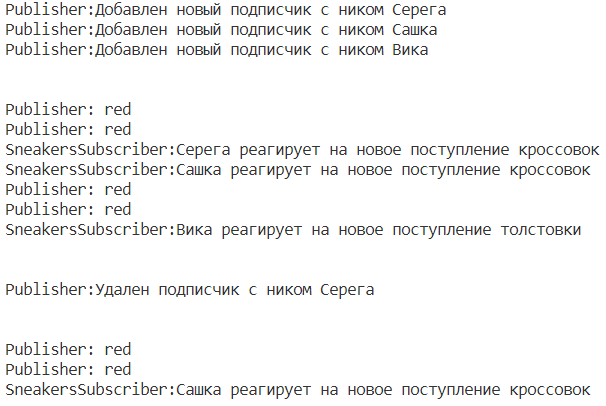 Publisher:Добавлен новый подписчик с ником Серега
Publisher:Добавлен новый подписчик с ником Сашка
Publisher:Добавлен новый подписчик с ником Вика
Publisher: red
Publisher: red
SneakersSubscriber:Серега реагирует на новое поступление кроссовок
SneakersSubscriber:Сашка реагирует на новое поступление кроссовок
Publisher: red
Publisher: red
SneakersSubscriber:Вика реагирует на новое поступление толстовки
Publisher:Удален подписчик с ником Серега
Publisher: red
Publisher: red
SneakersSubscriber:Сашка реагирует на новое поступление кроссовок